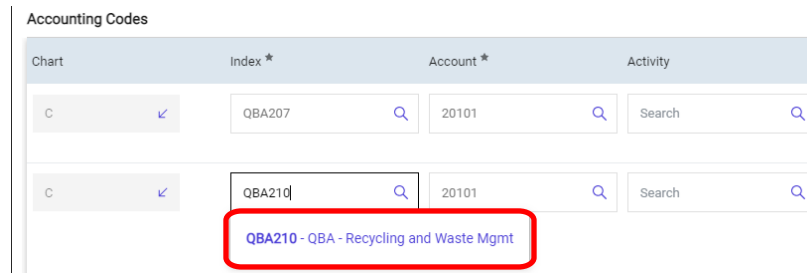 Accounting Codes
Chart Index * Account * Activity
C QBA207 20101 Search
C QBA210 20101 Search
QBA210 - QBA - Recycling and Waste Mgmt